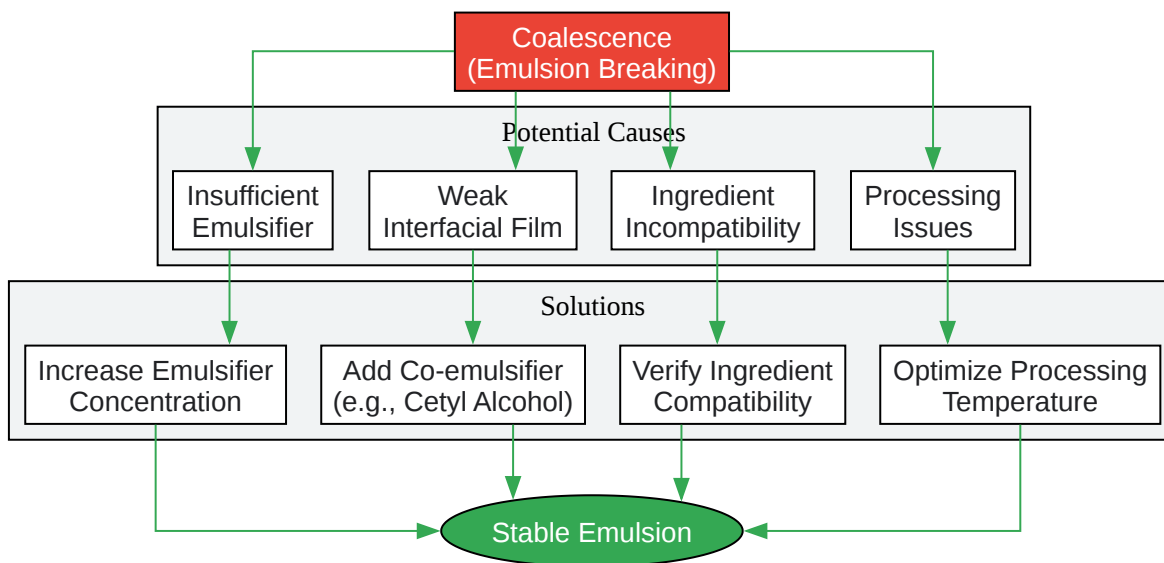 Coalescence
(Emulsion Breaking)
Potential Causes
Insufficient
Emulsifier
Weak
Interfacial Film
Ingredient
Incompatibility
Processing
Issues
Solutions
Increase Emulsifier
Concentration
Add Co-emulsifier
(e.g., Cetyl Alcohol)
Verify Ingredient
Compatibility
Optimize Processing
Temperature
Stable Emulsion